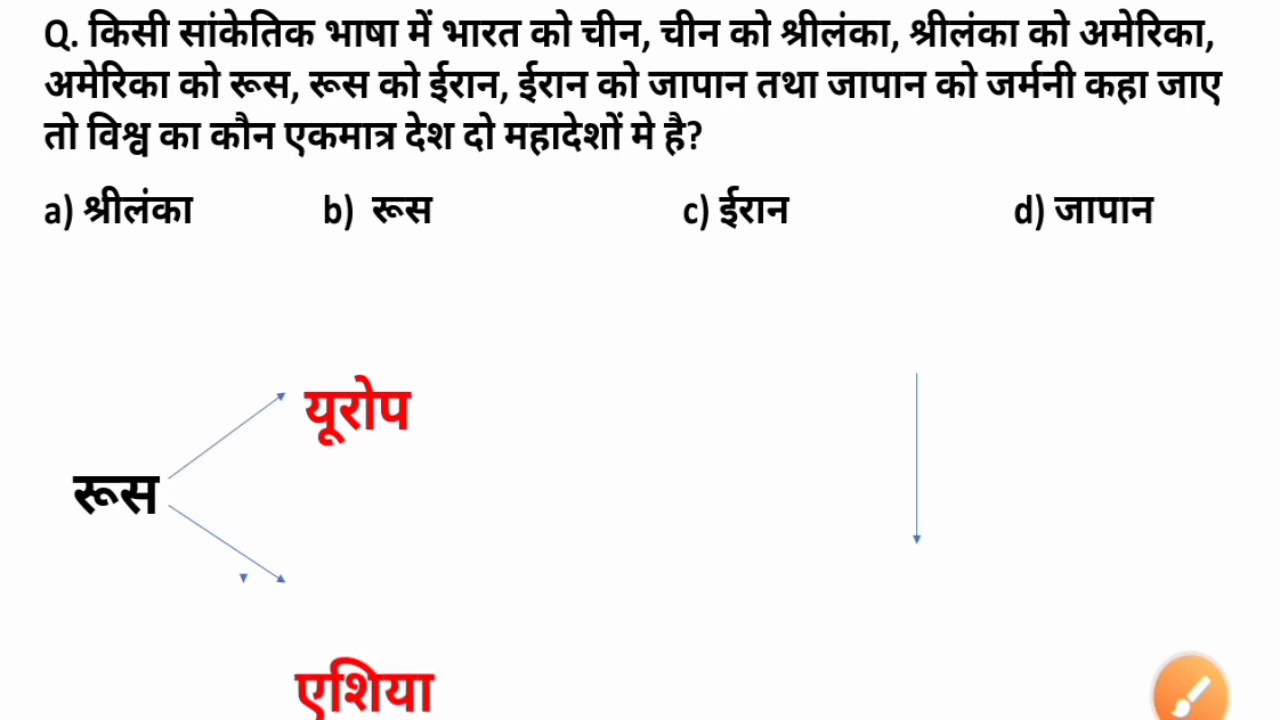 Q. किसी सांकेतिक भाषा में भारत को चीन, चीन को श्रीलंका, श्रीलंका को अमेरिका,
अमेरिका को रूस, रूस को ईरान, ईरान को जापान तथा जापान को जर्मनी कहा जाए
तो विश्व का कौन एकमात्र देश दो महादेशों मे है?
a) श्रीलंका b) रूस c) ईरान d) जापान
यूरोप
रूस
एशिया